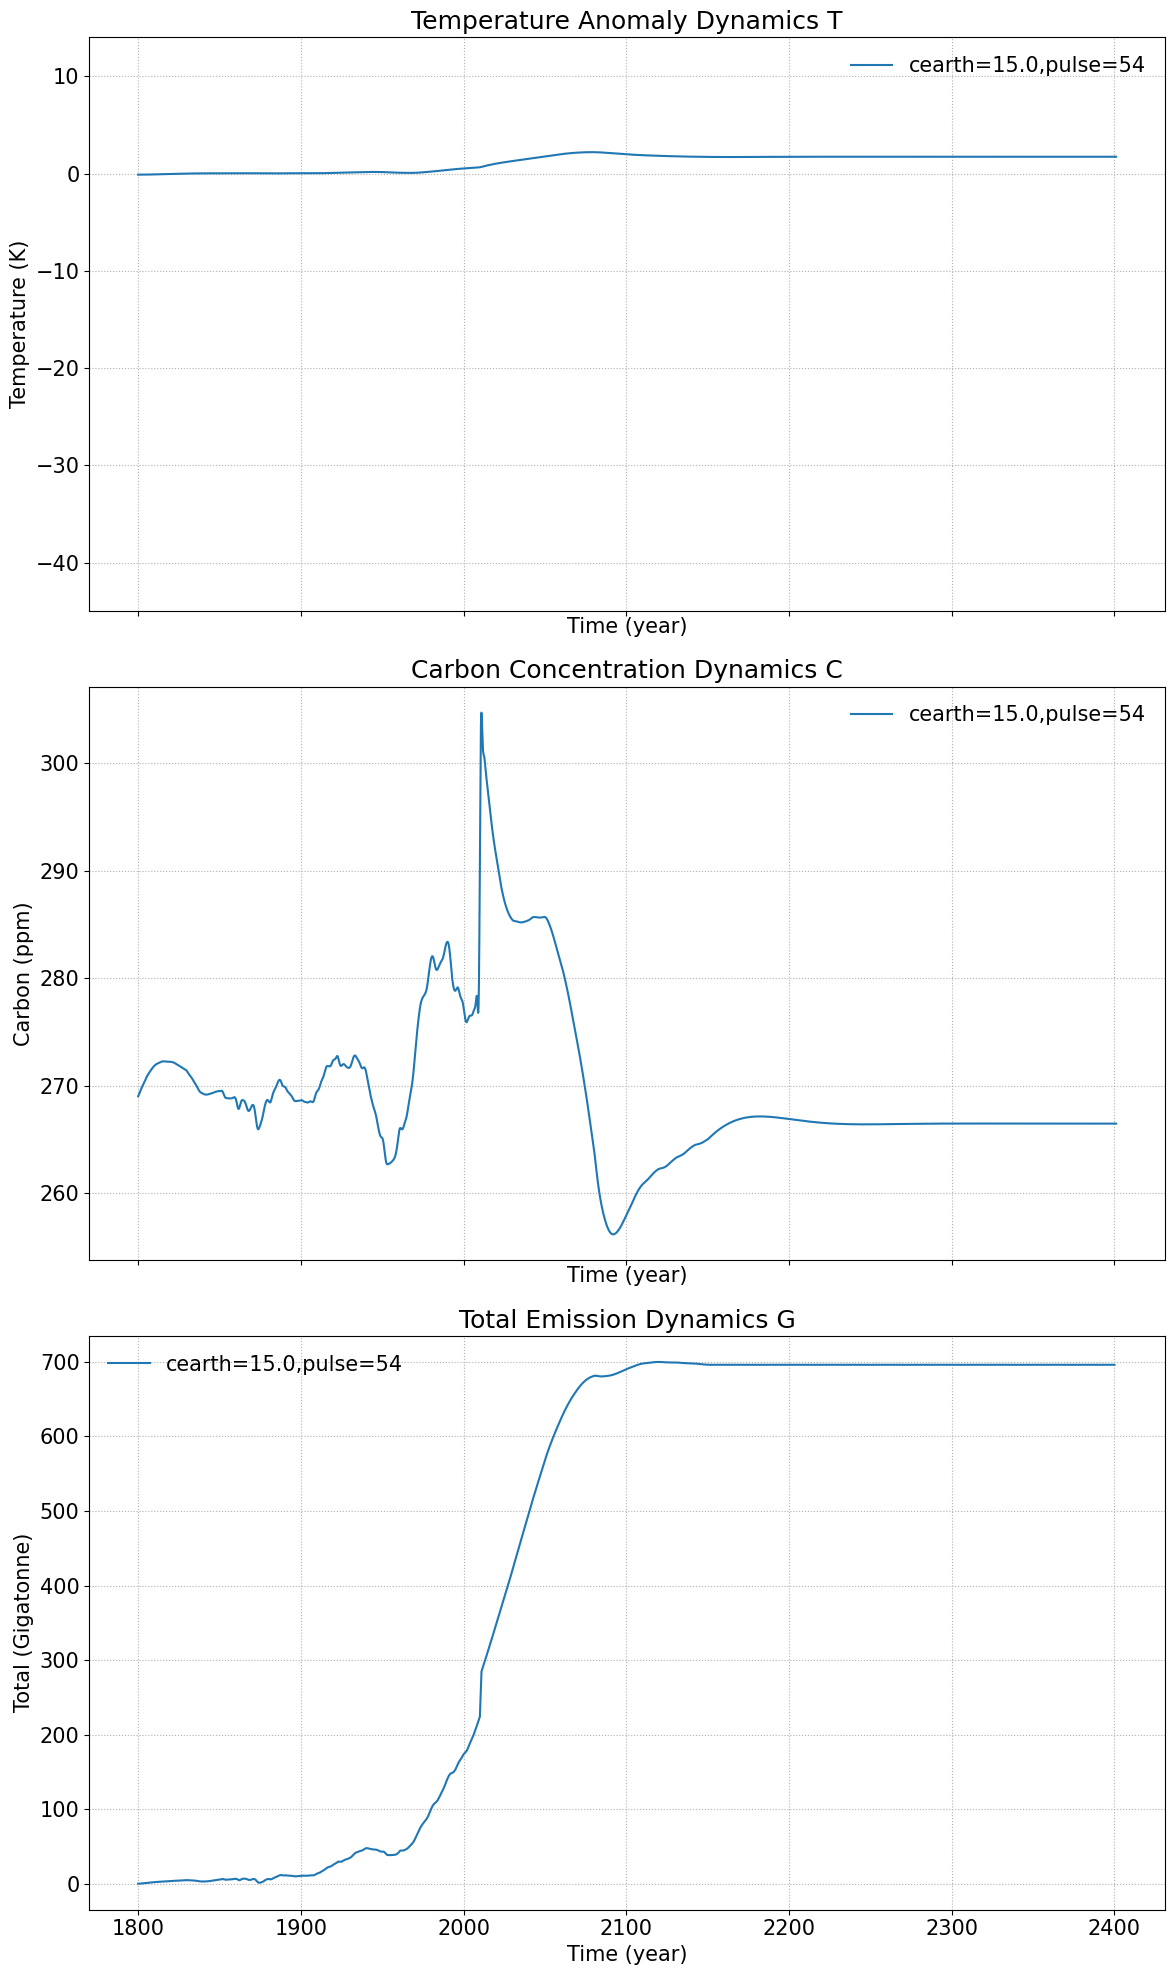 Temperature Anomaly Dynamics T
cearth=15.0,pulse=54
10
0
−10
−20
−30
−40
Temperature (K)
Time (year)
Carbon Concentration Dynamics C
cearth=15.0,pulse=54
300
290
280
270
260
Carbon (ppm)
Time (year)
Total Emission Dynamics G
cearth=15.0,pulse=54
700
600
500
400
300
200
100
0
Total (Gigatonne)
1800 1900 2000 2100 2200 2300 2400
Time (year)